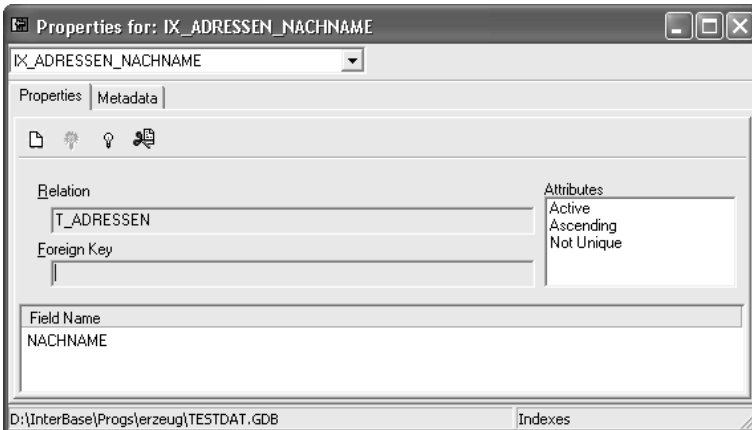 Properties for: IX_ADRESSEN_NACHNAME
IX_ADRESSEN_NACHNAME
Properties Metadata
Relation
T_ADRESSEN
Foreign Key
Attributes
Active
Ascending
Not Unique
Field Name
NACHNAME
D:\InterBase\Progs\erzeug\TESTDAT.GDB Indexes